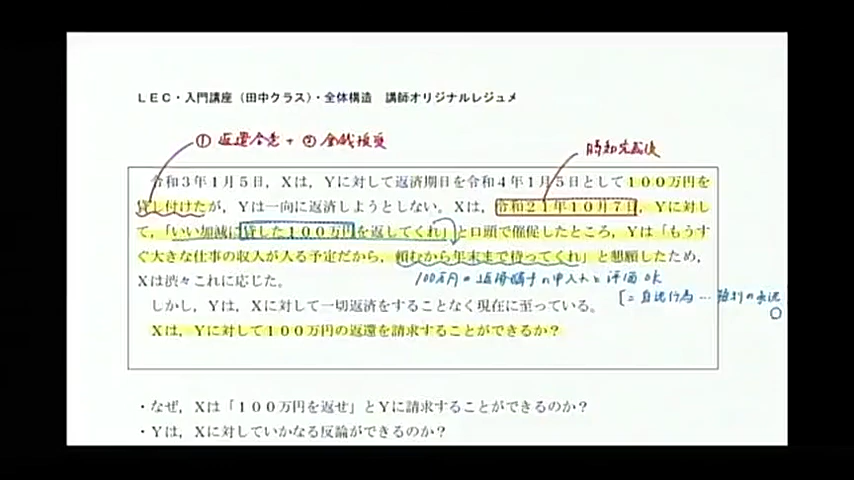 LEC・入門講座（田中クラス）・全体構造　講師オリジナルレジュメ
① 返還合意 + ② 金銭授受
時効完成後
令和３年１月５日，Ｘは，Ｙに対して返済期日を令和４年１月５日として１００万円を
貸し付けたが，Ｙは一向に返済しようとしない。Ｘは，令和２１年１０月７日，Ｙに対し
て，「いい加減に貸した１００万円を返してくれ」と口頭で催促したところ，Ｙは「もうす
ぐ大きな仕事の収入が入る予定だから，頼むから年末まで待ってくれ」と懇願したため，
Ｘは渋々これに応じた。
100万円の返済猶予の申入れと評価OK
しかし，Ｙは，Ｘに対して一切返済をすることなく現在に至っている。
Ｘは，Ｙに対して１００万円の返還を請求することができるか？
・なぜ，Ｘは「１００万円を返せ」とＹに請求することができるのか？
・Ｙは，Ｘに対していかなる反論ができるのか？